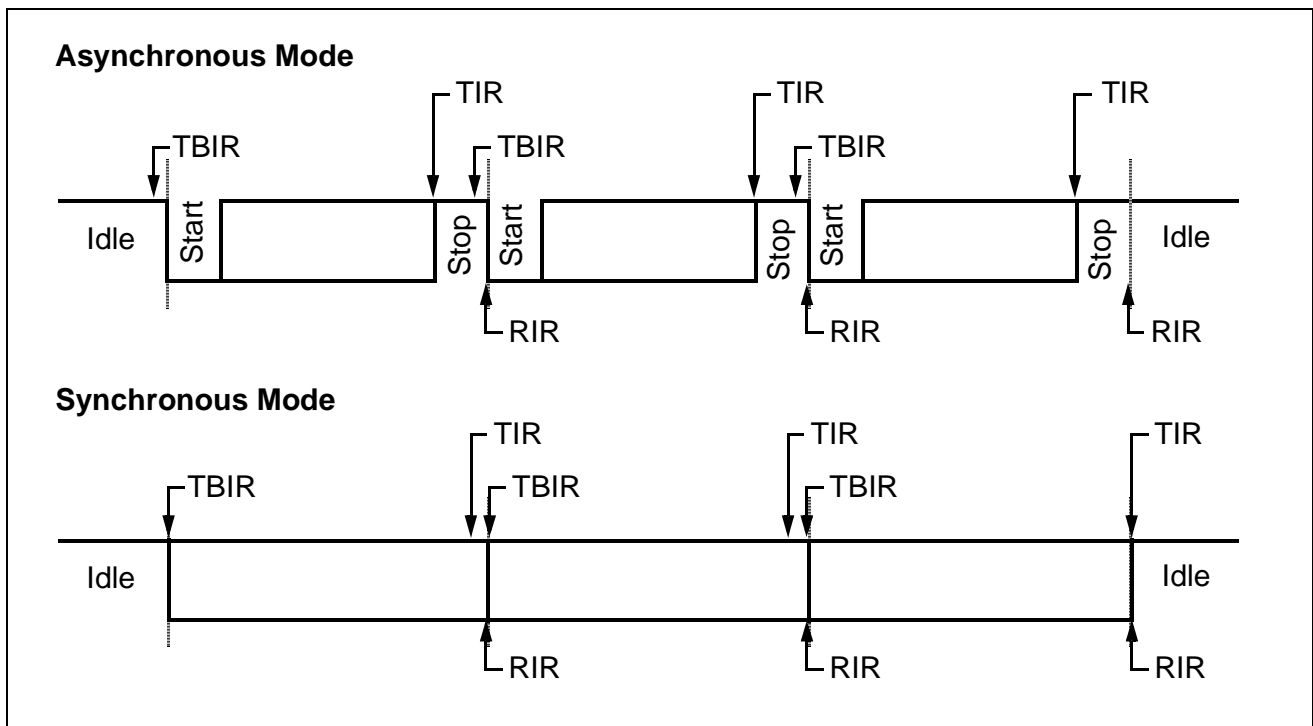 Asynchronous Mode
TIR TIR TIR
TBIR TBIR TBIR
Idle Start Stop Start Stop Start Stop Idle
RIR RIR RIR
Synchronous Mode
TIR TIR TIR
TBIR TBIR TBIR
Idle Idle
RIR RIR RIR